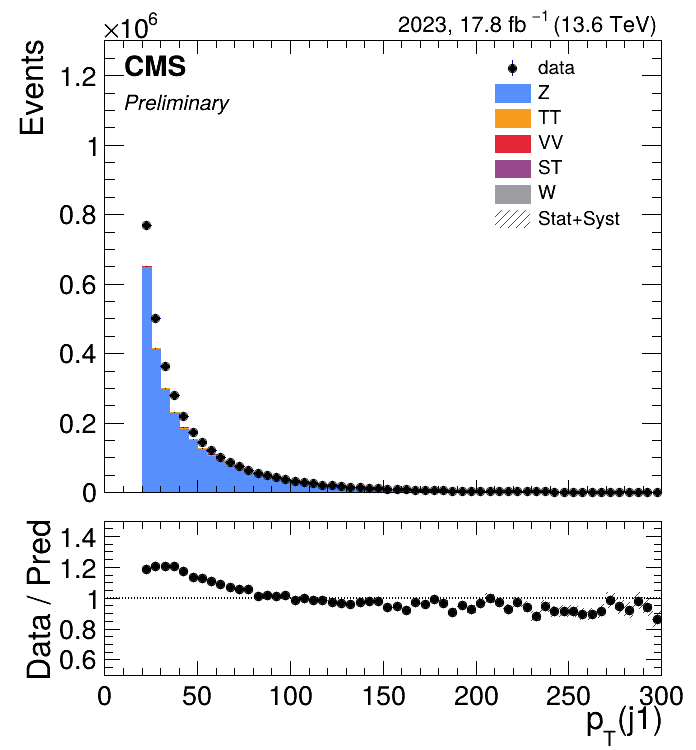 ×10⁶
2023, 17.8 fb⁻¹ (13.6 TeV)
Events
CMS
Preliminary
data
Z
TT
VV
ST
W
Stat+Syst
1.2
1
0.8
0.6
0.4
0.2
0
Data / Pred
1.4
1.2
1
0.8
0.6
0 50 100 150 200 250 300
p_T(j1)